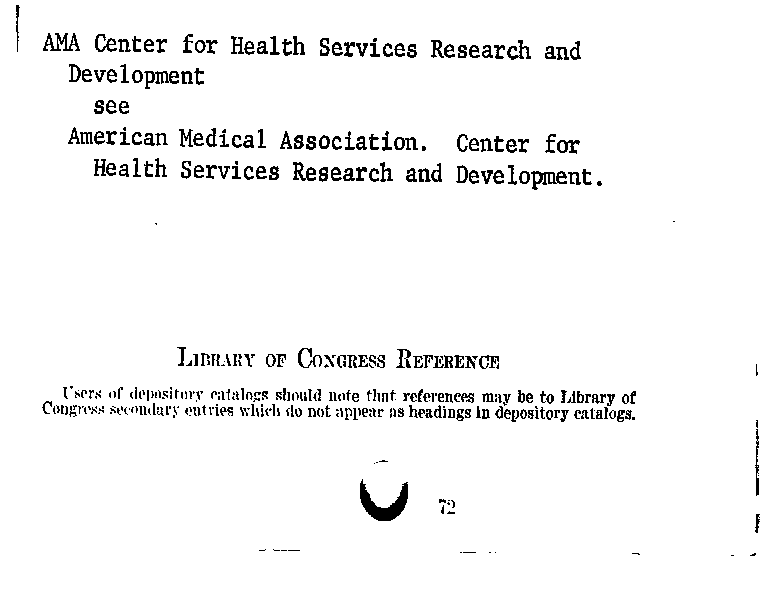 AMA Center for Health Services Research and
Development
see
American Medical Association. Center for
Health Services Research and Development.
LIBRARY OF CONGRESS REFERENCE
Users of depository catalogs should note that references may be to Library of
Congress secondary entries which do not appear as headings in depository catalogs.
72